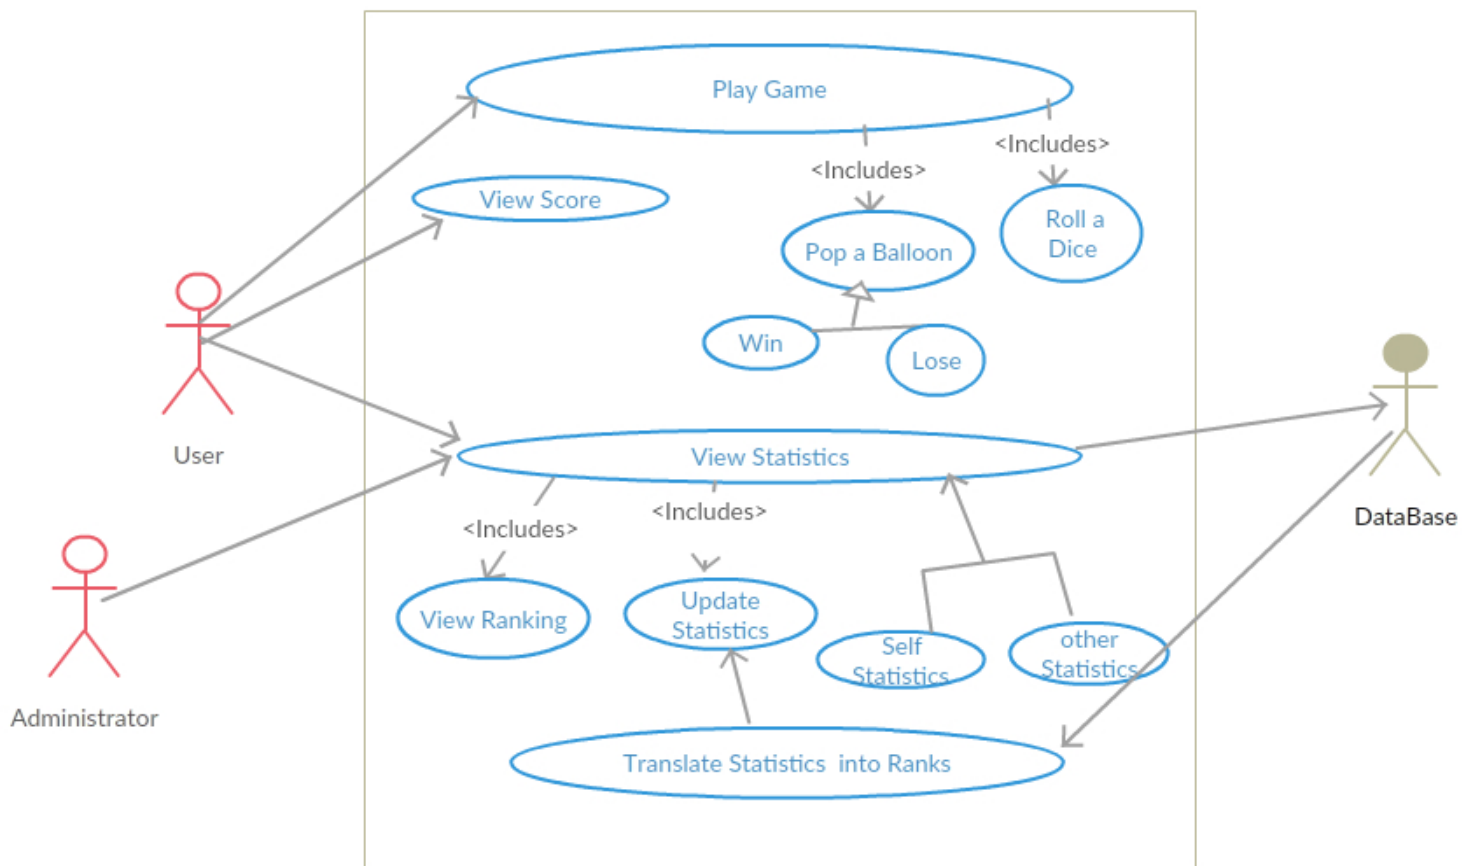 Play Game
<Includes>
<Includes>
View Score
Roll a
Dice
Pop a Balloon
Win
Lose
User
View Statistics
DataBase
<Includes>
<Includes>
View Ranking
Update
Statistics
Self
Statistics
other
Statistics
Administrator
Translate Statistics into Ranks